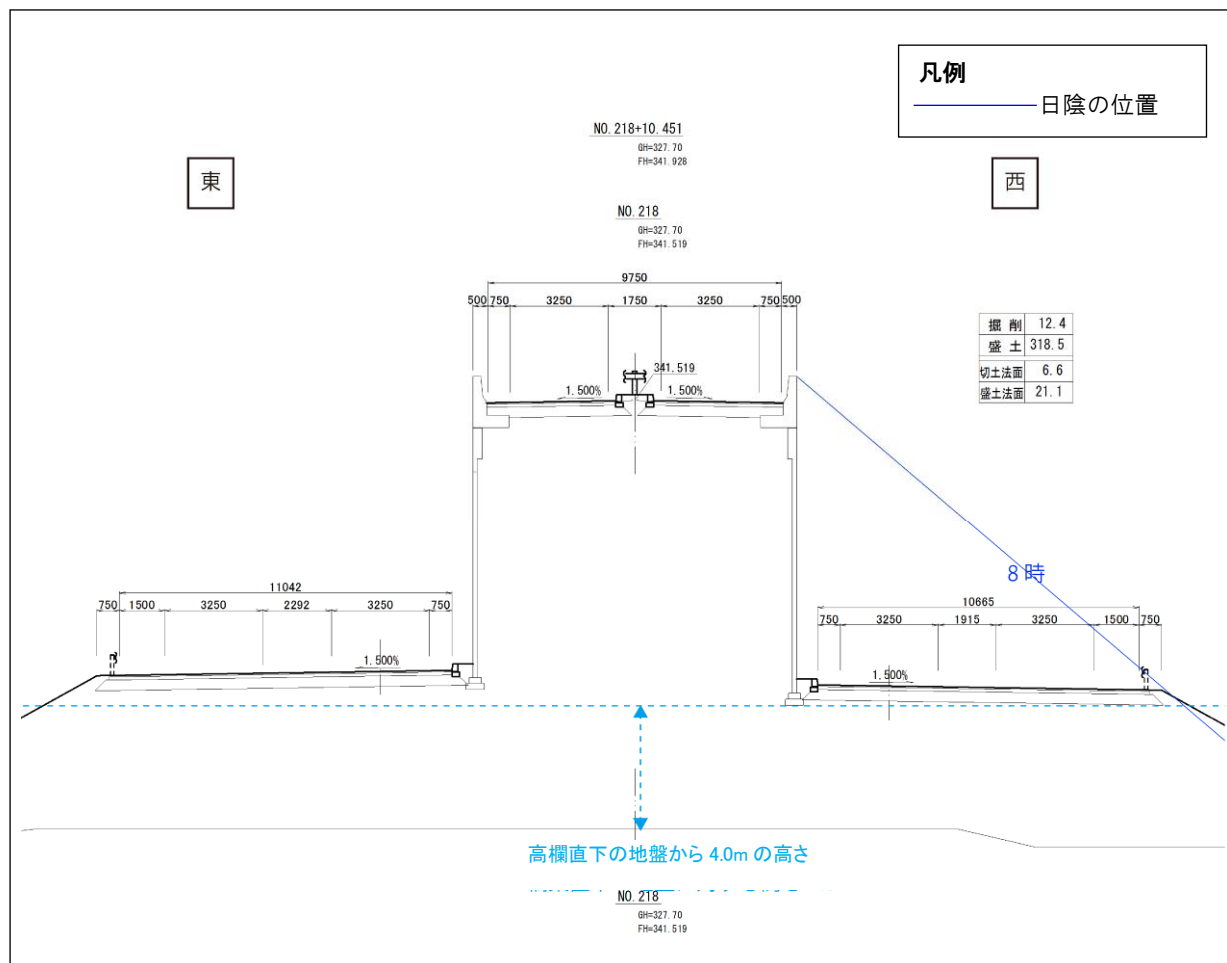 凡例
日陰の位置
NO. 218+10.451
GH=327.70
FH=341.928
東
西
NO. 218
GH=327.70
FH=341.519
9750
500 750 3250 1750 3250 750 500
掘 削 12.4
盛 土 318.5
切土法面 6.6
盛土法面 21.1
341.519
1.500% 1.500%
8 時
11042
750 1500 3250 2292 3250 750
10665
750 3250 1915 3250 1500 750
1.500%
1.500%
高欄直下の地盤から 4.0m の高さ
NO. 218
GH=327.70
FH=341.519